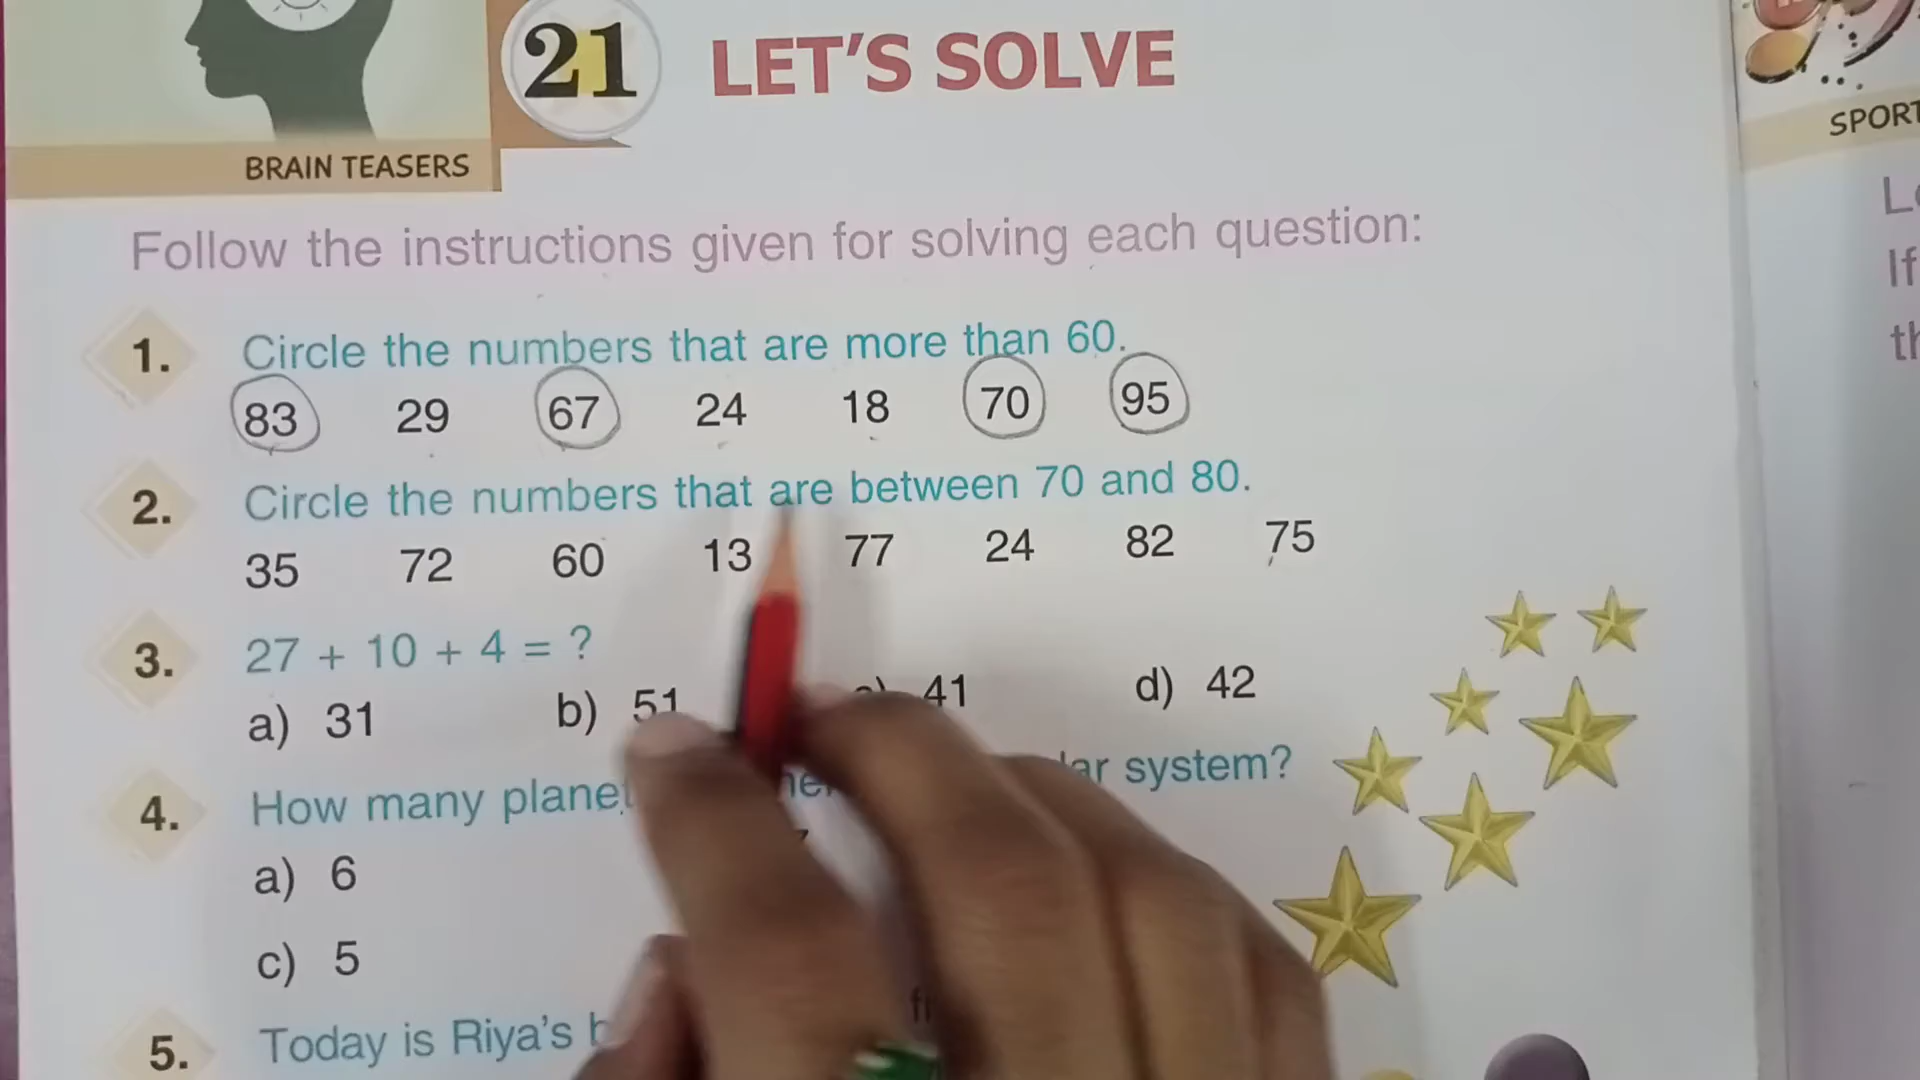 21 LET'S SOLVE
BRAIN TEASERS
SPORT
Follow the instructions given for solving each question:
1. Circle the numbers that are more than 60.
83 29 67 24 18 70 95
2. Circle the numbers that are between 70 and 80.
35 72 60 13 77 24 82 75
3. 27 + 10 + 4 = ?
a) 31 b) 51 41 d) 42
4. How many system?
a) 6
c) 5
5. Today is Riya's
If